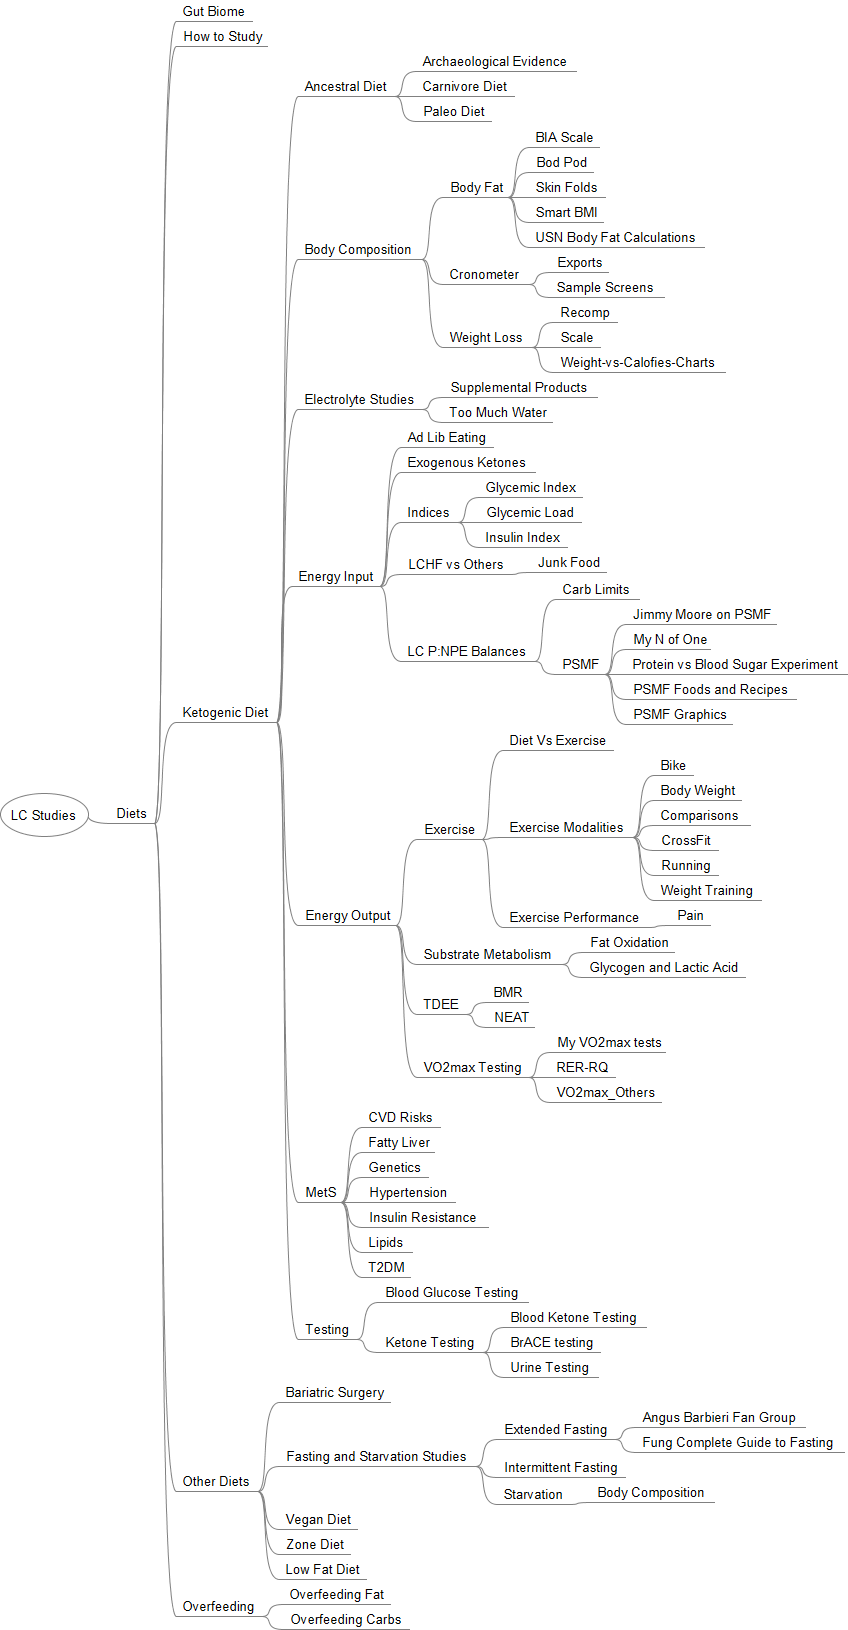 Gut Biome
How to Study
Archaeological Evidence
Ancestral Diet
Carnivore Diet
Paleo Diet
BIA Scale
Bod Pod
Body Fat
Skin Folds
Smart BMI
USN Body Fat Calculations
Body Composition
Exports
Cronometer
Sample Screens
Recomp
Weight Loss
Scale
Weight-vs-Calofies-Charts
Supplemental Products
Electrolyte Studies
Too Much Water
Ad Lib Eating
Exogenous Ketones
Glycemic Index
Indices
Glycemic Load
Insulin Index
LCHF vs Others
Junk Food
Energy Input
Carb Limits
Jimmy Moore on PSMF
My N of One
LC P:NPE Balances
PSMF
Protein vs Blood Sugar Experiment
PSMF Foods and Recipes
PSMF Graphics
Ketogenic Diet
Diet Vs Exercise
Bike
Body Weight
LC Studies
Diets
Comparisons
Exercise
Exercise Modalities
CrossFit
Running
Weight Training
Energy Output
Exercise Performance
Pain
Fat Oxidation
Substrate Metabolism
Glycogen and Lactic Acid
BMR
TDEE
NEAT
My VO2max tests
VO2max Testing
RER-RQ
VO2max_Others
CVD Risks
Fatty Liver
Genetics
MetS
Hypertension
Insulin Resistance
Lipids
T2DM
Blood Glucose Testing
Testing
Blood Ketone Testing
Ketone Testing
BrACE testing
Urine Testing
Bariatric Surgery
Angus Barbieri Fan Group
Extended Fasting
Fung Complete Guide to Fasting
Fasting and Starvation Studies
Intermittent Fasting
Other Diets
Starvation
Body Composition
Vegan Diet
Zone Diet
Low Fat Diet
Overfeeding Fat
Overfeeding
Overfeeding Carbs